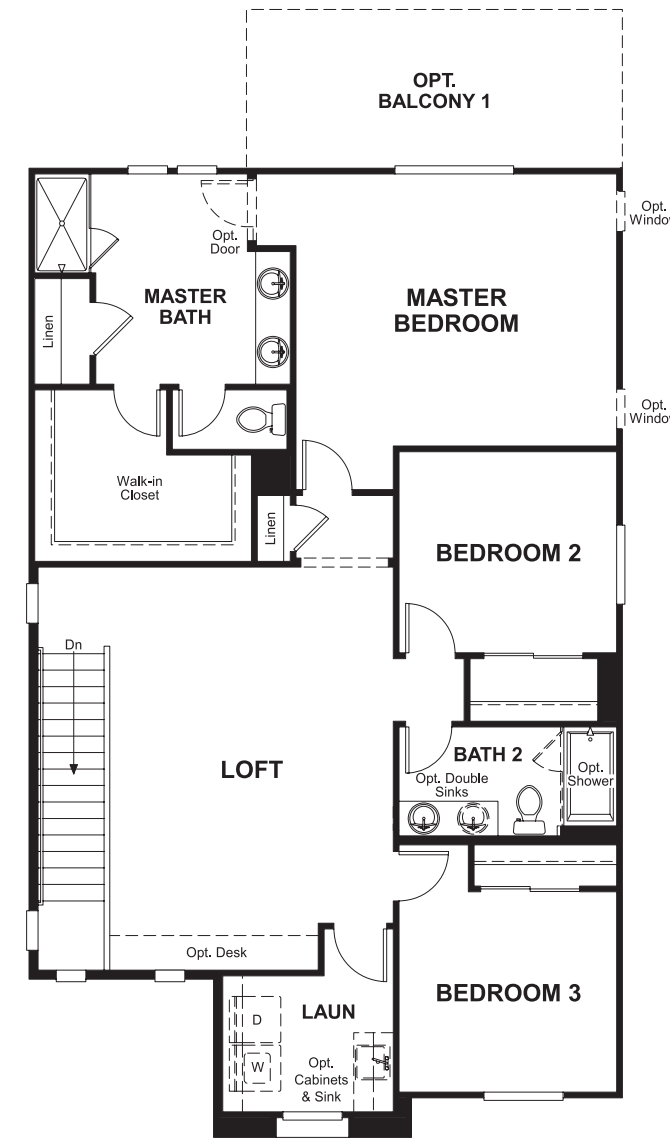 OPT.
BALCONY 1
Opt.
Window
Opt.
Door
MASTER
BATH
MASTER
BEDROOM
Linen
Opt.
Window
Walk-in
Closet
Linen
BEDROOM 2
Dn
LOFT
BATH 2
Opt. Double
Sinks
Opt.
Shower
Opt. Desk
LAUN
BEDROOM 3
D
W
Opt.
Cabinets
& Sink